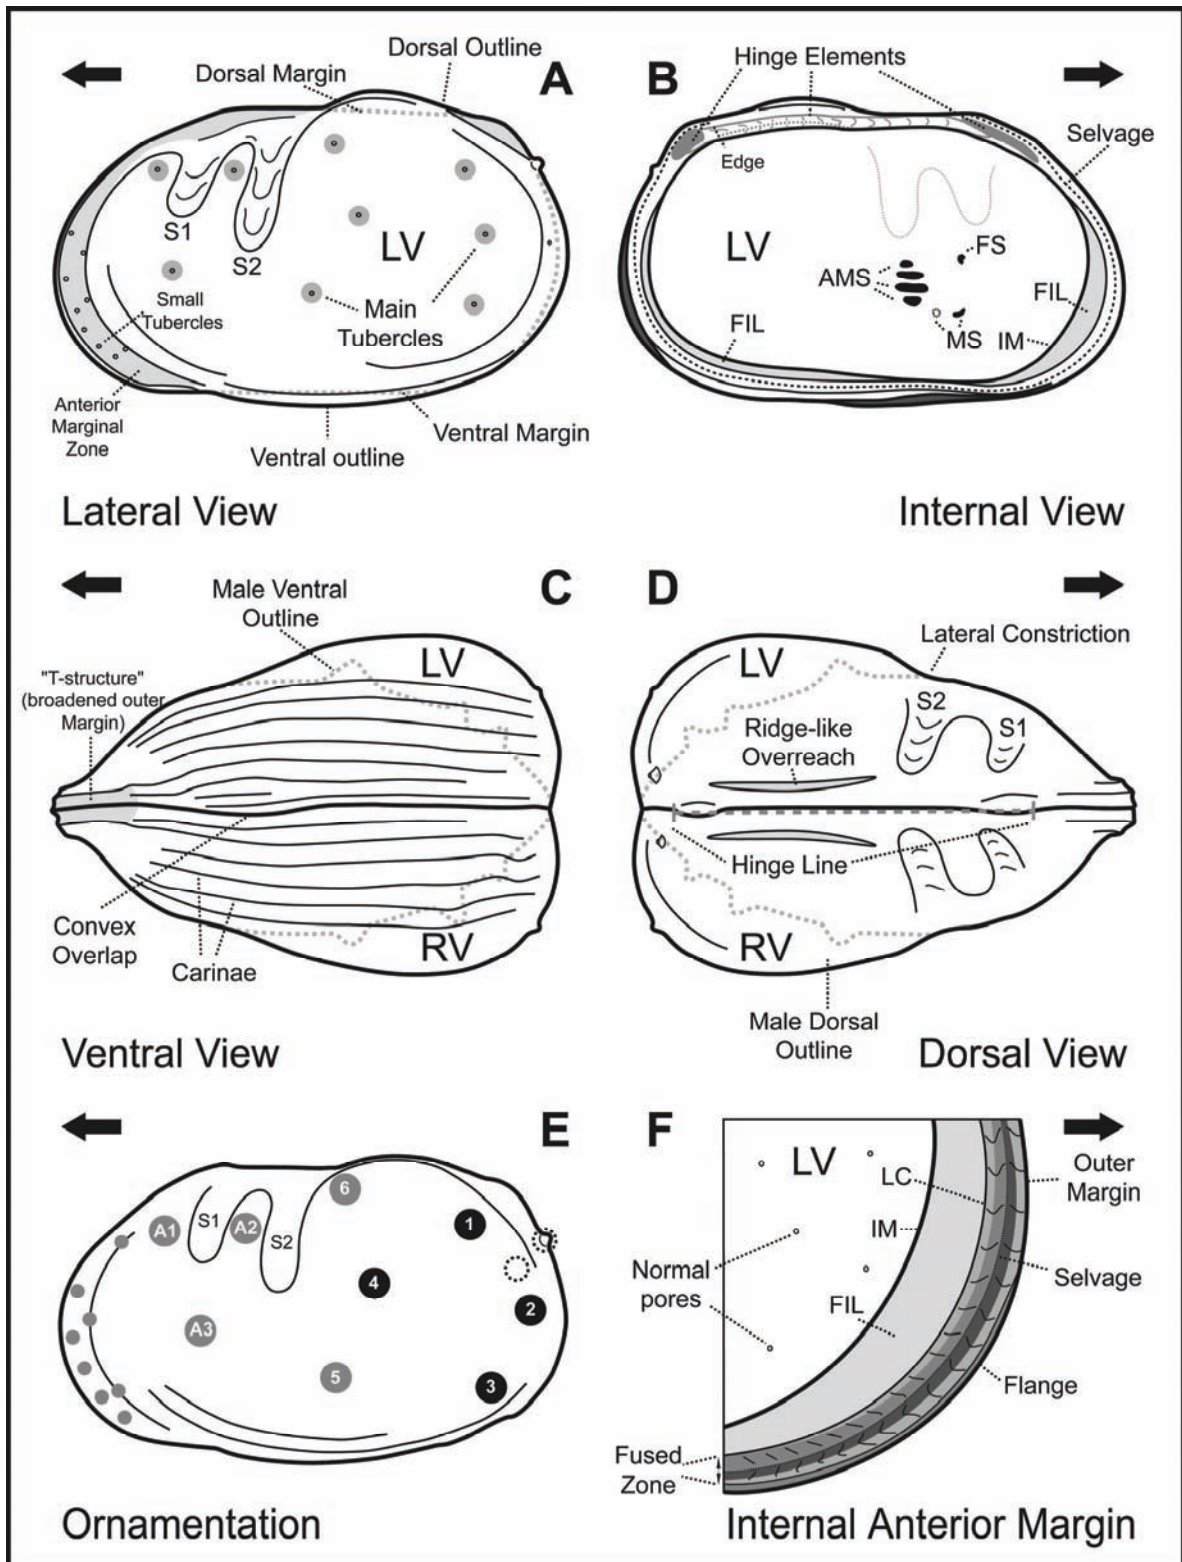 Dorsal Outline
Dorsal Margin
A
S1
S2
LV
Small
Tubercles
Main
Tubercles
Anterior
Marginal
Zone
Ventral Margin
Ventral outline
Lateral View
B
Hinge Elements
Selvage
Edge
LV
FS
AMS
FIL
FIL
MS
IM
Internal View
C
Male Ventral
Outline
LV
"T-structure"
(broadened outer
Margin)
Convex
Overlap
Carinae
RV
Ventral View
D
Lateral Constriction
LV
S2
S1
Ridge-like
Overreach
Hinge Line
RV
Male Dorsal
Outline
Dorsal View
E
6
S1
A1
A2
S2
1
4
2
A3
5
3
Ornamentation
F
LV
LC
Outer
Margin
IM
Normal
pores
Selvage
FIL
Flange
Fused
Zone
Internal Anterior Margin